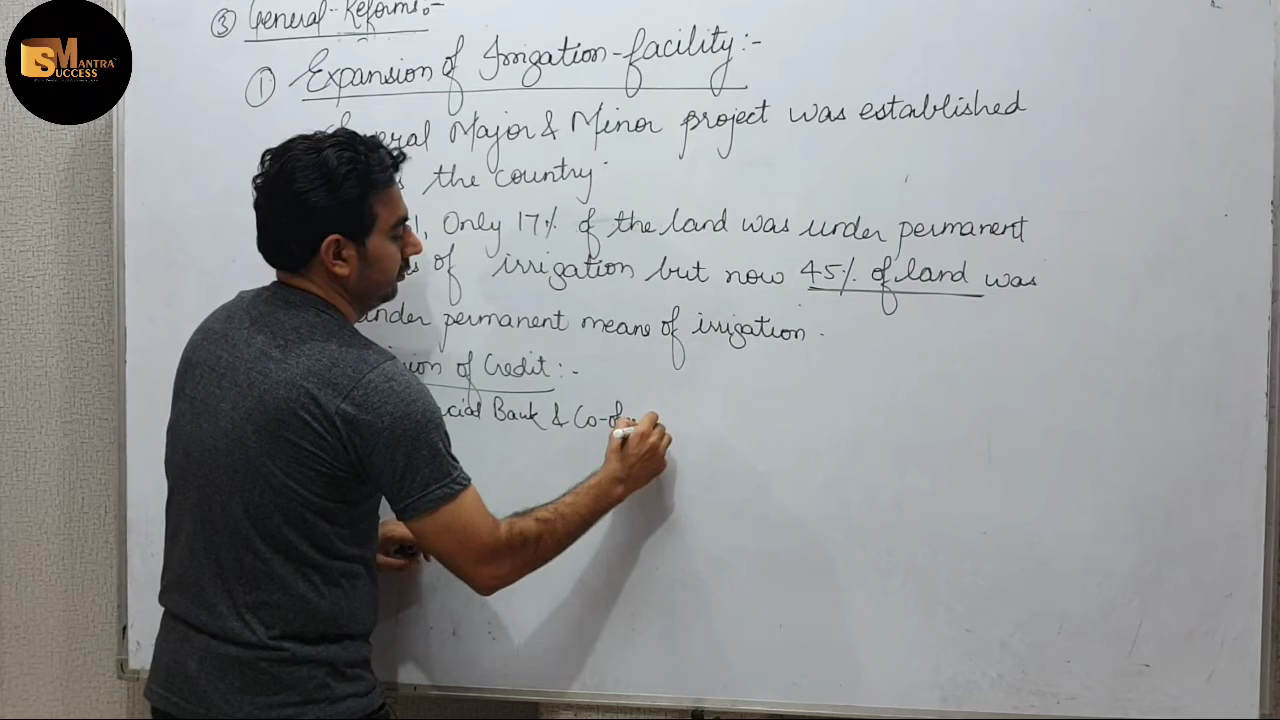 SUCCESS MANTRA
③ General-Reforms:-
① Expansion of Irrigation-facility:-
Major & Minor project was established
the country.
Only 17% of the land was under permanent
of irrigation but now 45% of land was
under permanent means of irrigation.
of Credit:-
Bank &